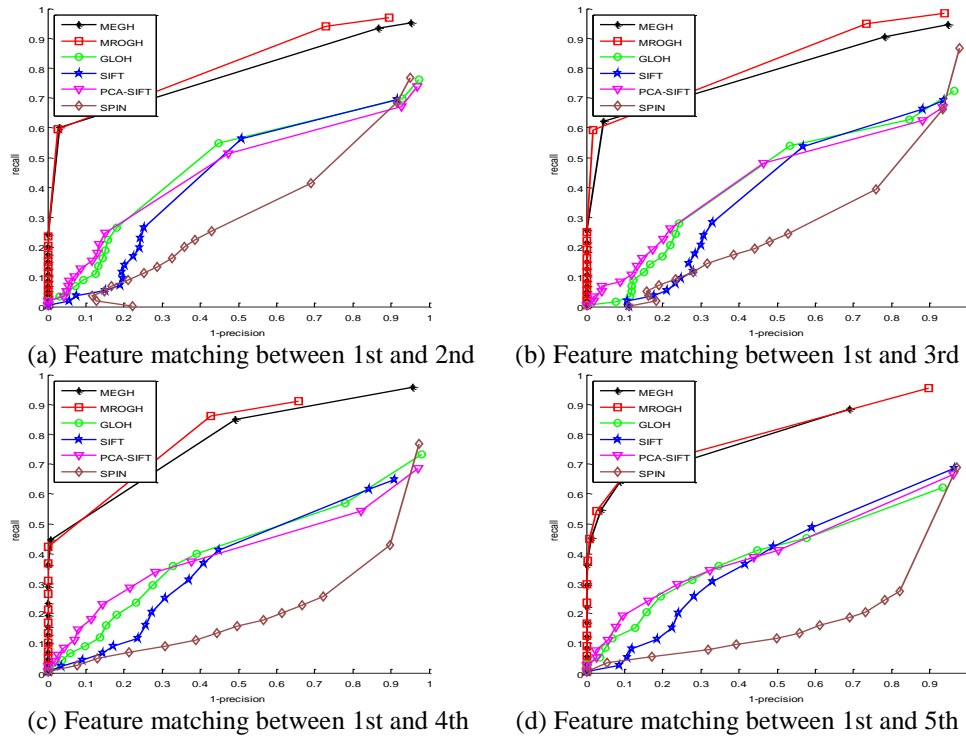 MEGH
MROGH
GLOH
SIFT
PCA-SIFT
SPIN
recall
1
0.9
0.8
0.7
0.6
0.5
0.4
0.3
0.2
0.1
0
0 0.1 0.2 0.3 0.4 0.5 0.6 0.7 0.8 0.9 1
1-precision
(a) Feature matching between 1st and 2nd
MEGH
MROGH
GLOH
SIFT
PCA-SIFT
SPIN
recall
1
0.9
0.8
0.7
0.6
0.5
0.4
0.3
0.2
0.1
0
0 0.1 0.2 0.3 0.4 0.5 0.6 0.7 0.8 0.9
1-precision
(b) Feature matching between 1st and 3rd
MEGH
MROGH
GLOH
SIFT
PCA-SIFT
SPIN
recall
1
0.9
0.8
0.7
0.6
0.5
0.4
0.3
0.2
0.1
0
0 0.1 0.2 0.3 0.4 0.5 0.6 0.7 0.8 0.9 1
1-precision
(c) Feature matching between 1st and 4th
MEGH
MROGH
GLOH
SIFT
PCA-SIFT
SPIN
recall
1
0.9
0.8
0.7
0.6
0.5
0.4
0.3
0.2
0.1
0
0 0.1 0.2 0.3 0.4 0.5 0.6 0.7 0.8 0.9
1-precision
(d) Feature matching between 1st and 5th